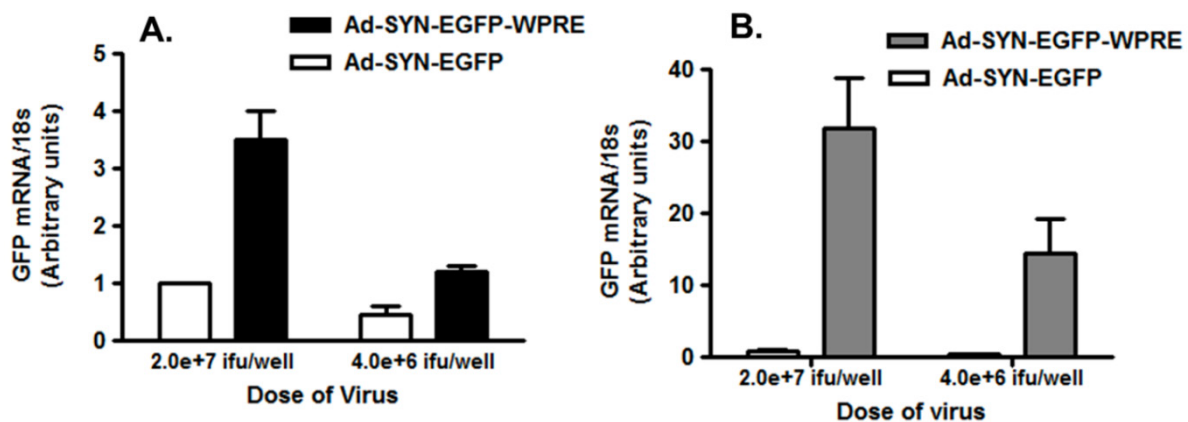 A.
Ad-SYN-EGFP-WPRE
Ad-SYN-EGFP
GFP mRNA/18s
(Arbitrary units)
5
4
3
2
1
0
2.0e+7 ifu/well
4.0e+6 ifu/well
Dose of Virus
B.
Ad-SYN-EGFP-WPRE
Ad-SYN-EGFP
GFP mRNA/18s
(Arbitrary units)
40
30
20
10
0
2.0e+7 ifu/well
4.0e+6 ifu/well
Dose of virus